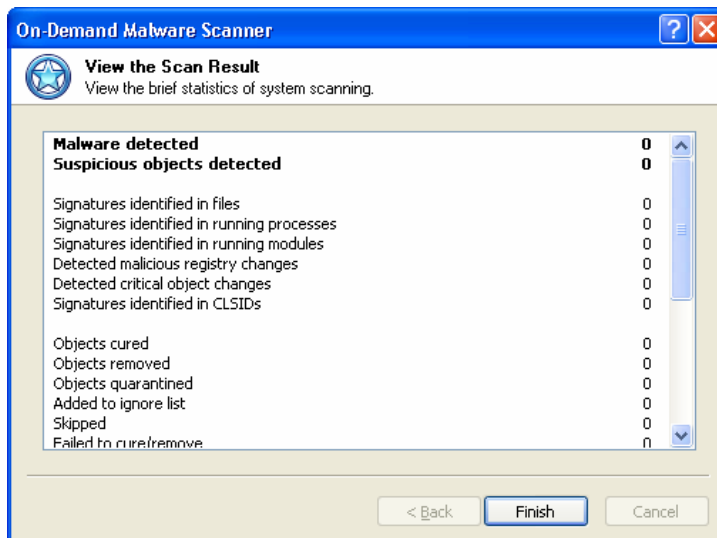 On-Demand Malware Scanner
View the Scan Result
View the brief statistics of system scanning.
Malware detected 0
Suspicious objects detected 0
Signatures identified in files 0
Signatures identified in running processes 0
Signatures identified in running modules 0
Detected malicious registry changes 0
Detected critical object changes 0
Signatures identified in CLSIDs 0
Objects cured 0
Objects removed 0
Objects quarantined 0
Added to ignore list 0
Skipped 0
Failed to cure/remove 0
< Back Finish Cancel